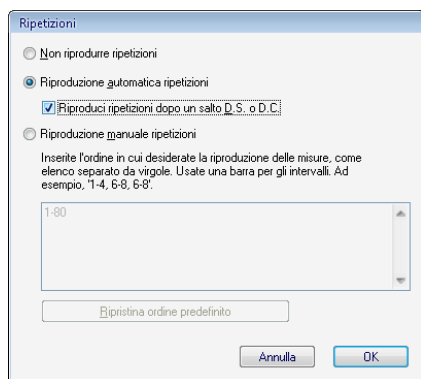 Ripetizioni
Non riprodurre ripetizioni
Riproduzione automatica ripetizioni
Riproduci ripetizioni dopo un salto D.S. o D.C.
Riproduzione manuale ripetizioni
Inserite l'ordine in cui desiderate la riproduzione delle misure, come
elenco separato da virgole. Usate una barra per gli intervalli. Ad
esempio, '1-4, 6-8, 6-8'.
1-80
Ripristina ordine predefinito
Annulla
OK